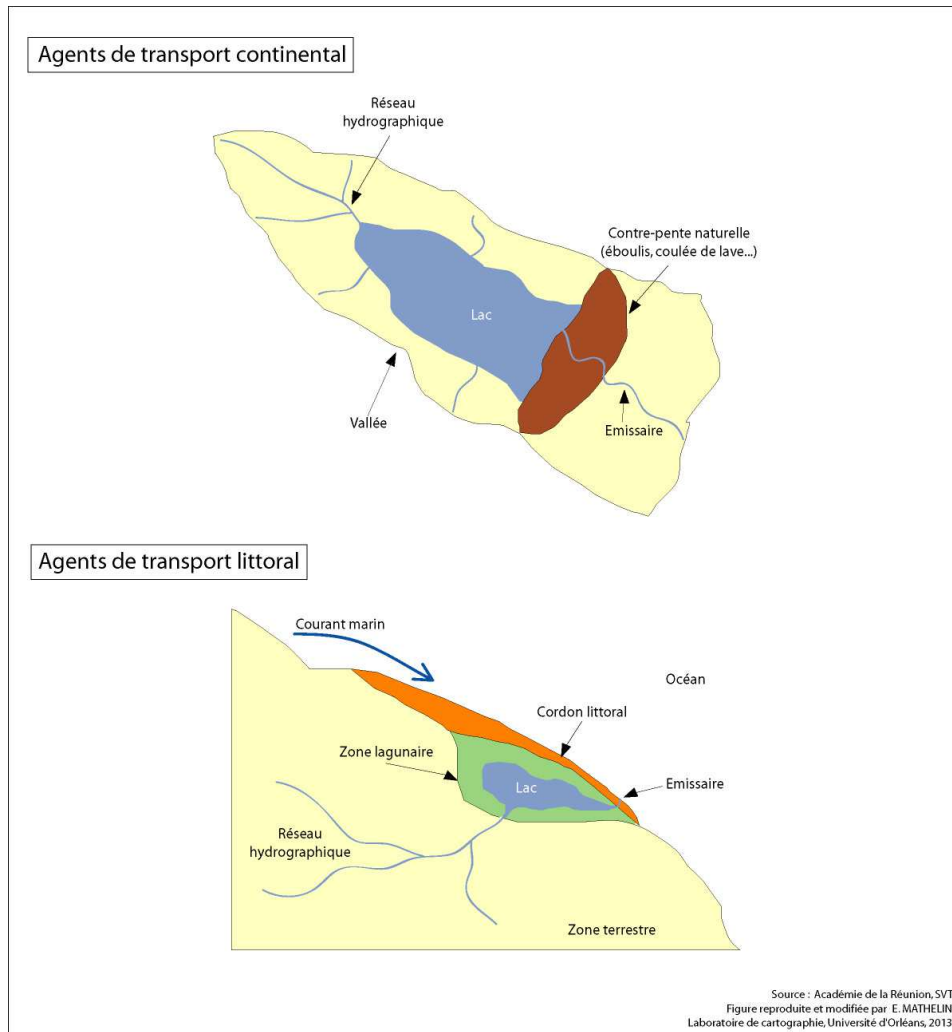 Agents de transport continental
Réseau
hydrographique
Contre-pente naturelle
(éboulis, coulée de lave...)
Lac
Vallée
Emissaire
Agents de transport littoral
Courant marin
Océan
Cordon littoral
Zone lagunaire
Lac
Emissaire
Réseau
hydrographique
Zone terrestre
Source : Académie de la Réunion, SVT
Figure reproduite et modifiée par E. MATHELIN
Laboratoire de cartographie, Université d'Orléans, 2013